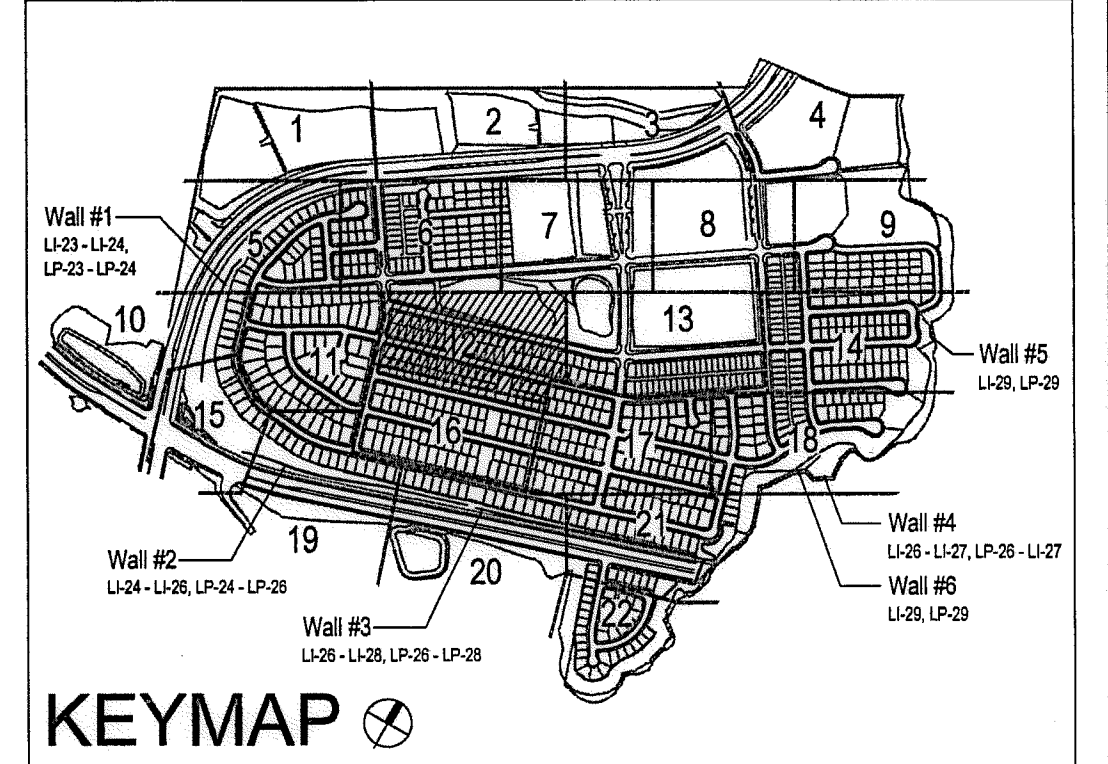 1
2
3
4
Wall #1
LI-23 - LI-24,
LP-23 - LP-24
5
6
7
8
9
10
11
12
13
14
Wall #5
LI-29, LP-29
15
16
17
18
Wall #4
LI-26 - LI-27, LP-26 - LI-27
Wall #2
LI-24 - LI-26, LP-24 - LP-26
19
20
21
Wall #6
LI-29, LP-29
22
Wall #3
LI-26 - LI-28, LP-26 - LP-28
KEYMAP